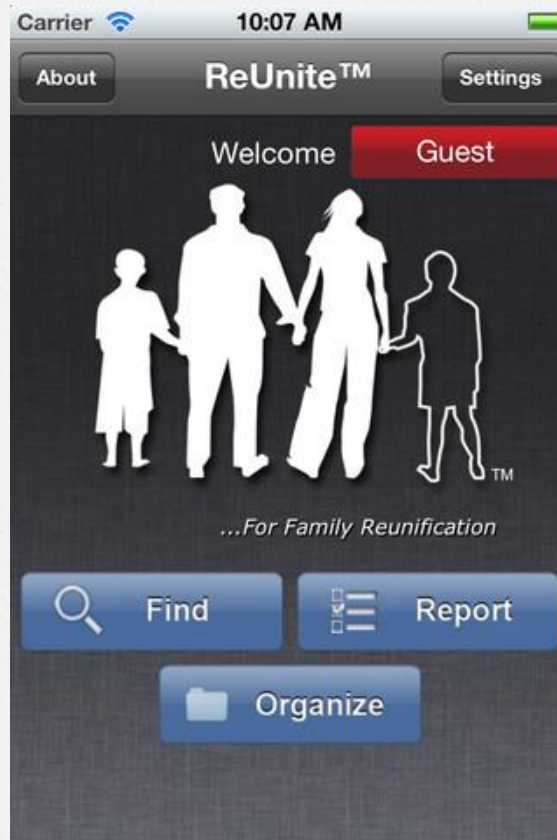 Carrier 10:07 AM
About ReUnite™ Settings
Welcome Guest
TM
...For Family Reunification
Find Report
Organize